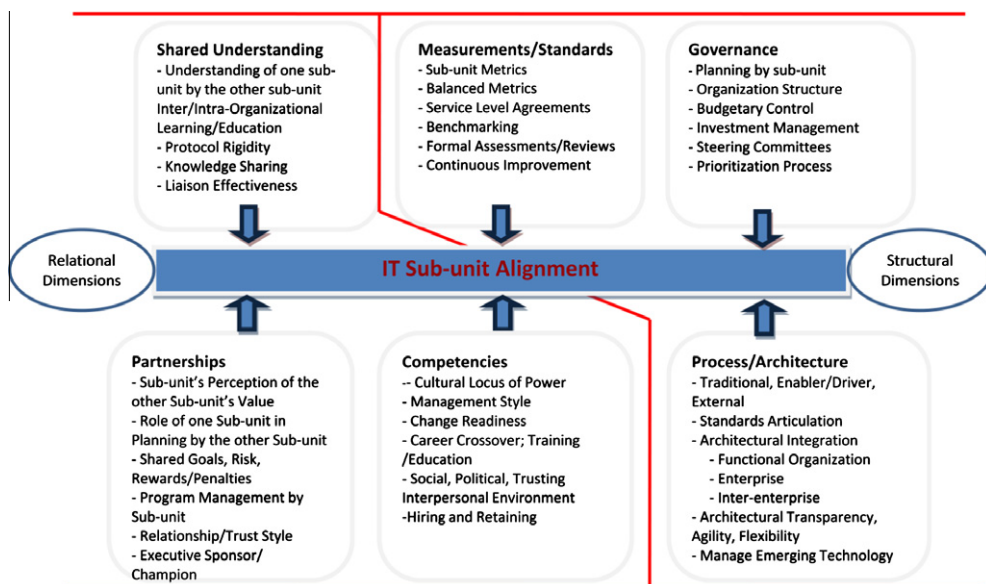 Shared Understanding
- Understanding of one sub-
unit by the other sub-unit
Inter/Intra-Organizational
Learning/Education
- Protocol Rigidity
- Knowledge Sharing
- Liaison Effectiveness
Measurements/Standards
- Sub-unit Metrics
- Balanced Metrics
- Service Level Agreements
- Benchmarking
- Formal Assessments/Reviews
- Continuous Improvement
Governance
- Planning by sub-unit
- Organization Structure
- Budgetary Control
- Investment Management
- Steering Committees
- Prioritization Process
Relational
Dimensions
IT Sub-unit Alignment
Structural
Dimensions
Partnerships
- Sub-unit's Perception of the
other Sub-unit's Value
- Role of one Sub-unit in
Planning by the other Sub-unit
- Shared Goals, Risk,
Rewards/Penalties
- Program Management by
Sub-unit
- Relationship/Trust Style
- Executive Sponsor/
Champion
Competencies
-- Cultural Locus of Power
- Management Style
- Change Readiness
- Career Crossover; Training
/Education
- Social, Political, Trusting
Interpersonal Environment
-Hiring and Retaining
Process/Architecture
- Traditional, Enabler/Driver,
External
- Standards Articulation
- Architectural Integration
- Functional Organization
- Enterprise
- Inter-enterprise
- Architectural Transparency,
Agility, Flexibility
- Manage Emerging Technology